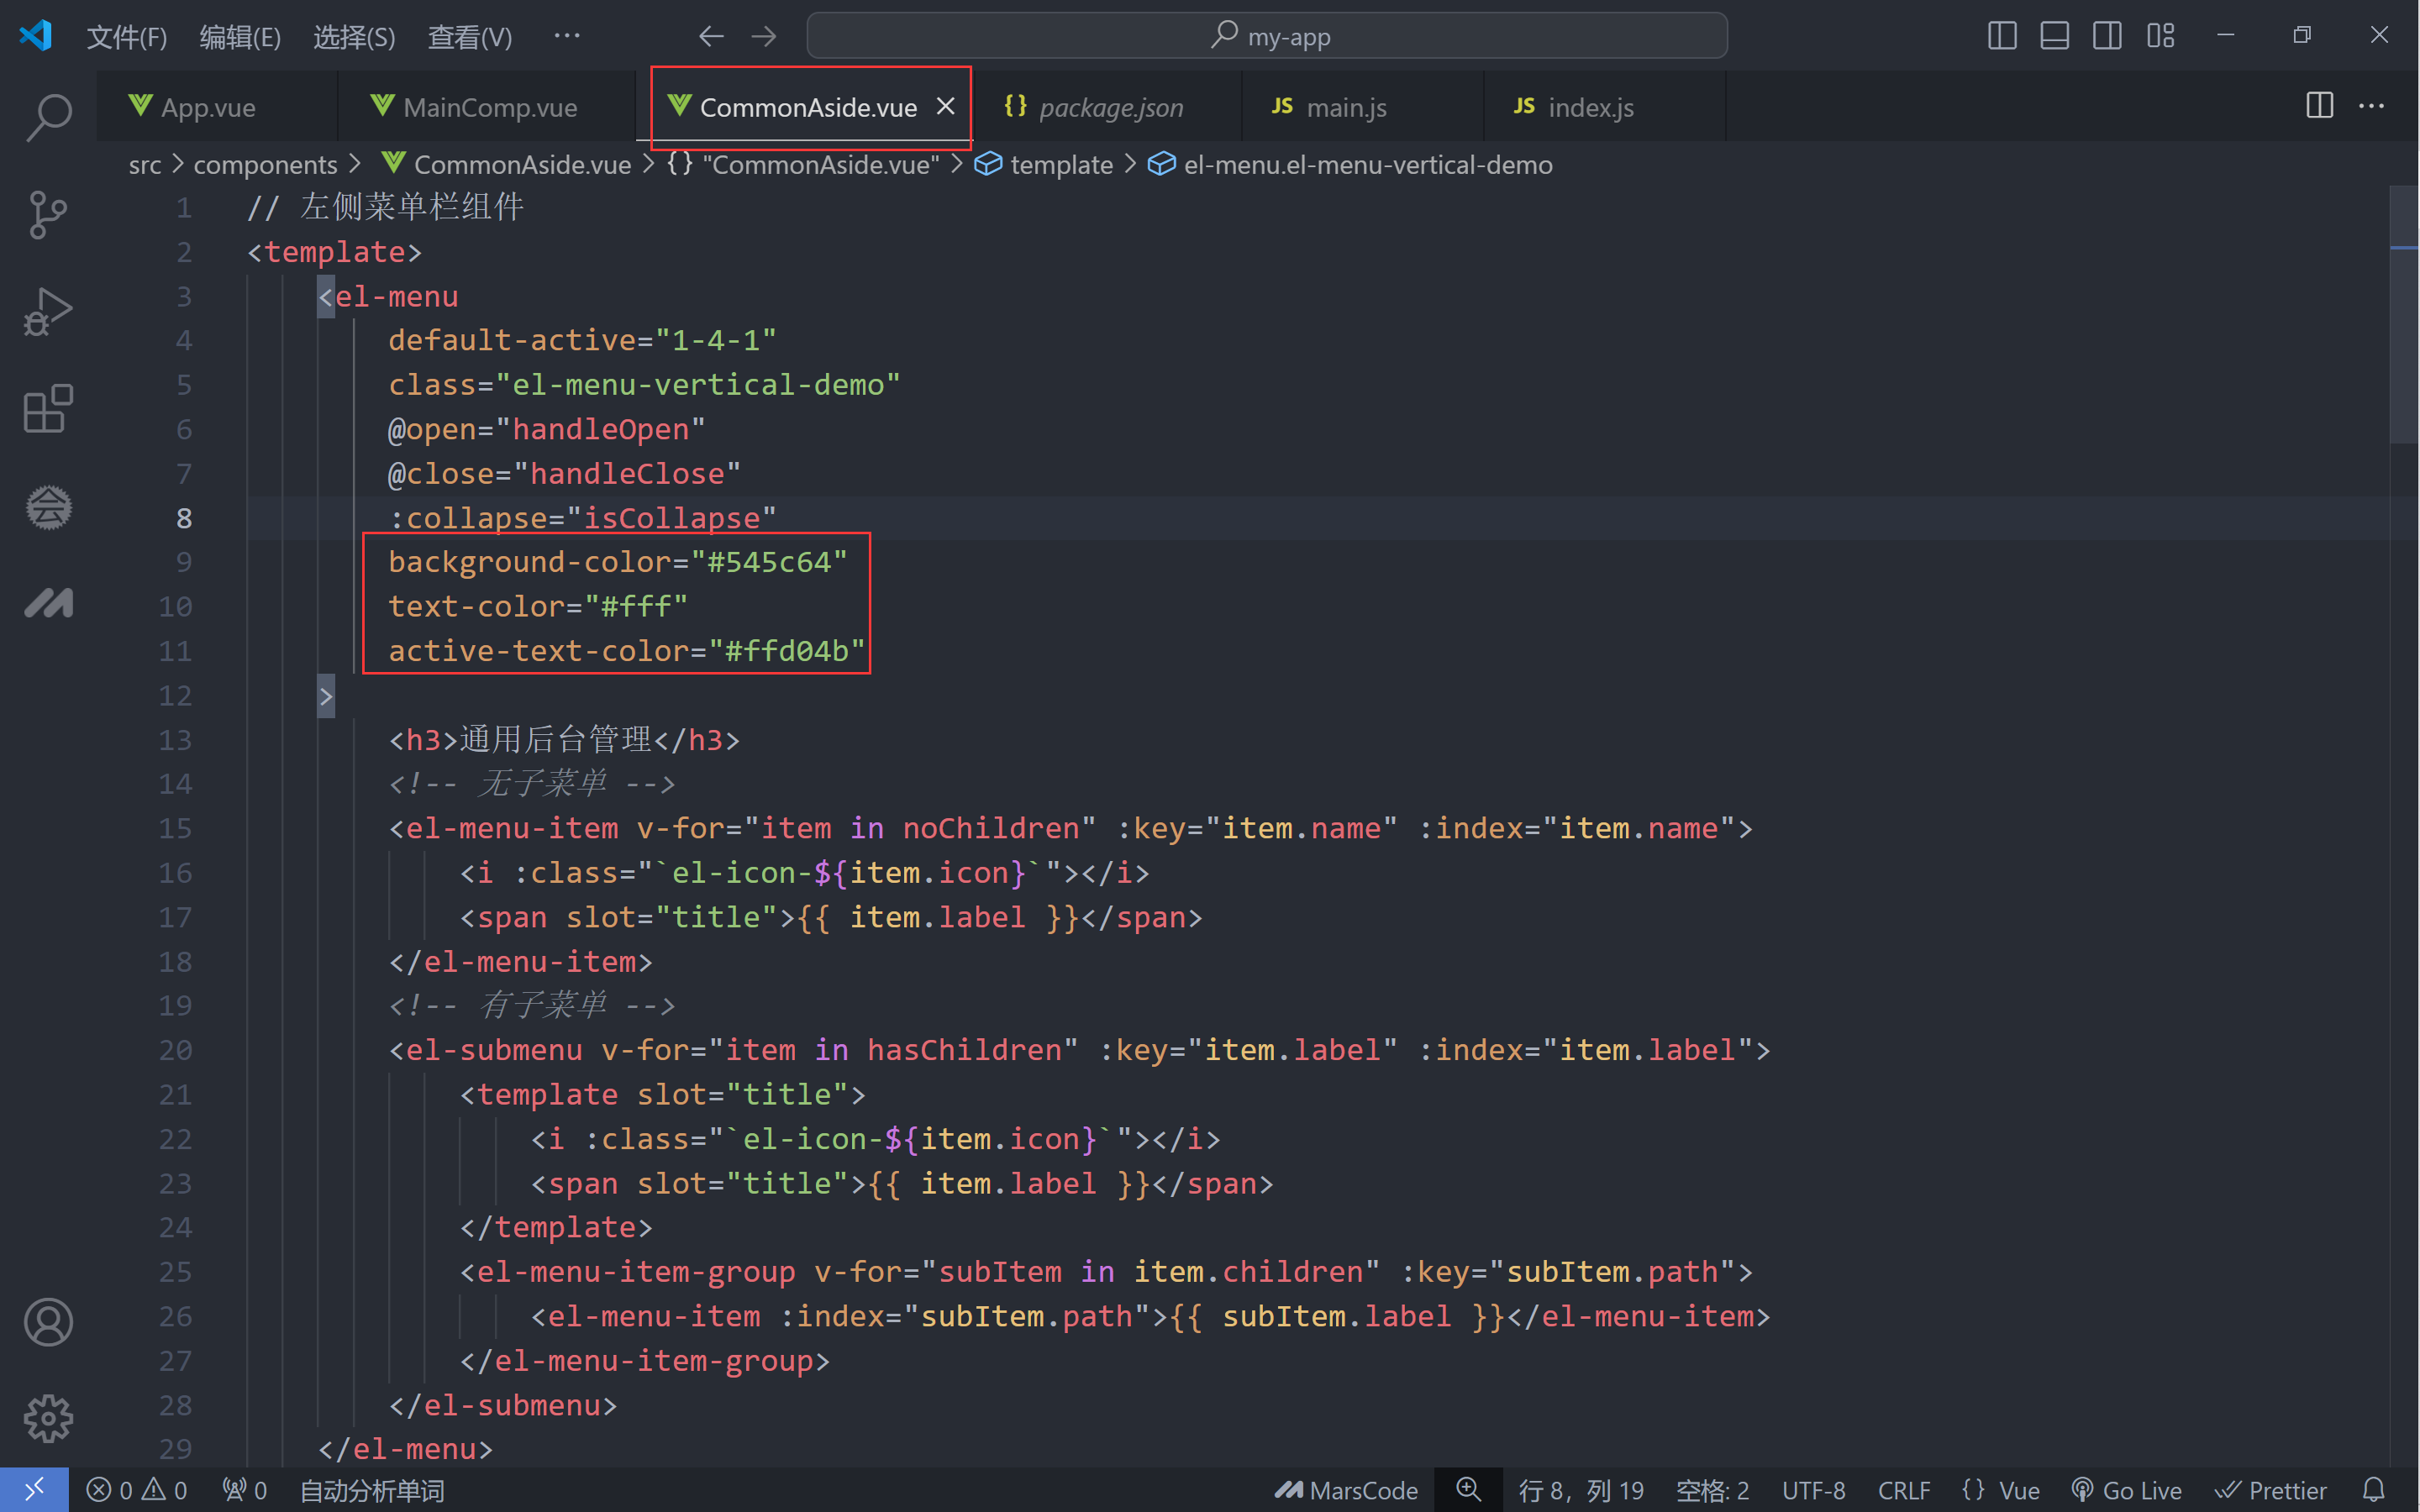 文件(F) 编辑(E) 选择(S) 查看(V) ··· my-app
App.vue MainComp.vue CommonAside.vue package.json JS main.js JS index.js
src > components > CommonAside.vue > {} "CommonAside.vue" > template > el-menu.el-menu-vertical-demo
1 // 左侧菜单栏组件
2 <template>
3 <el-menu
4 default-active="1-4-1"
5 class="el-menu-vertical-demo"
6 @open="handleOpen"
7 @close="handleClose"
8 :collapse="isCollapse"
9 background-color="#545c64"
10 text-color="#fff"
11 active-text-color="#ffd04b"
12 >
13 <h3>通用后台管理</h3>
14 <!-- 无子菜单 -->
15 <el-menu-item v-for="item in noChildren" :key="item.name" :index="item.name">
16 <i :class="`el-icon-${item.icon}`"></i>
17 <span slot="title">{{ item.label }}</span>
18 </el-menu-item>
19 <!-- 有子菜单 -->
20 <el-submenu v-for="item in hasChildren" :key="item.label" :index="item.label">
21 <template slot="title">
22 <i :class="`el-icon-${item.icon}`"></i>
23 <span slot="title">{{ item.label }}</span>
24 </template>
25 <el-menu-item-group v-for="subItem in item.children" :key="subItem.path">
26 <el-menu-item :index="subItem.path">{{ subItem.label }}</el-menu-item>
27 </el-menu-item-group>
28 </el-submenu>
29 </el-menu>
0 0 0 自动分析单词 MarsCode 行 8，列 19 空格: 2 UTF-8 CRLF {} Vue Go Live Prettier